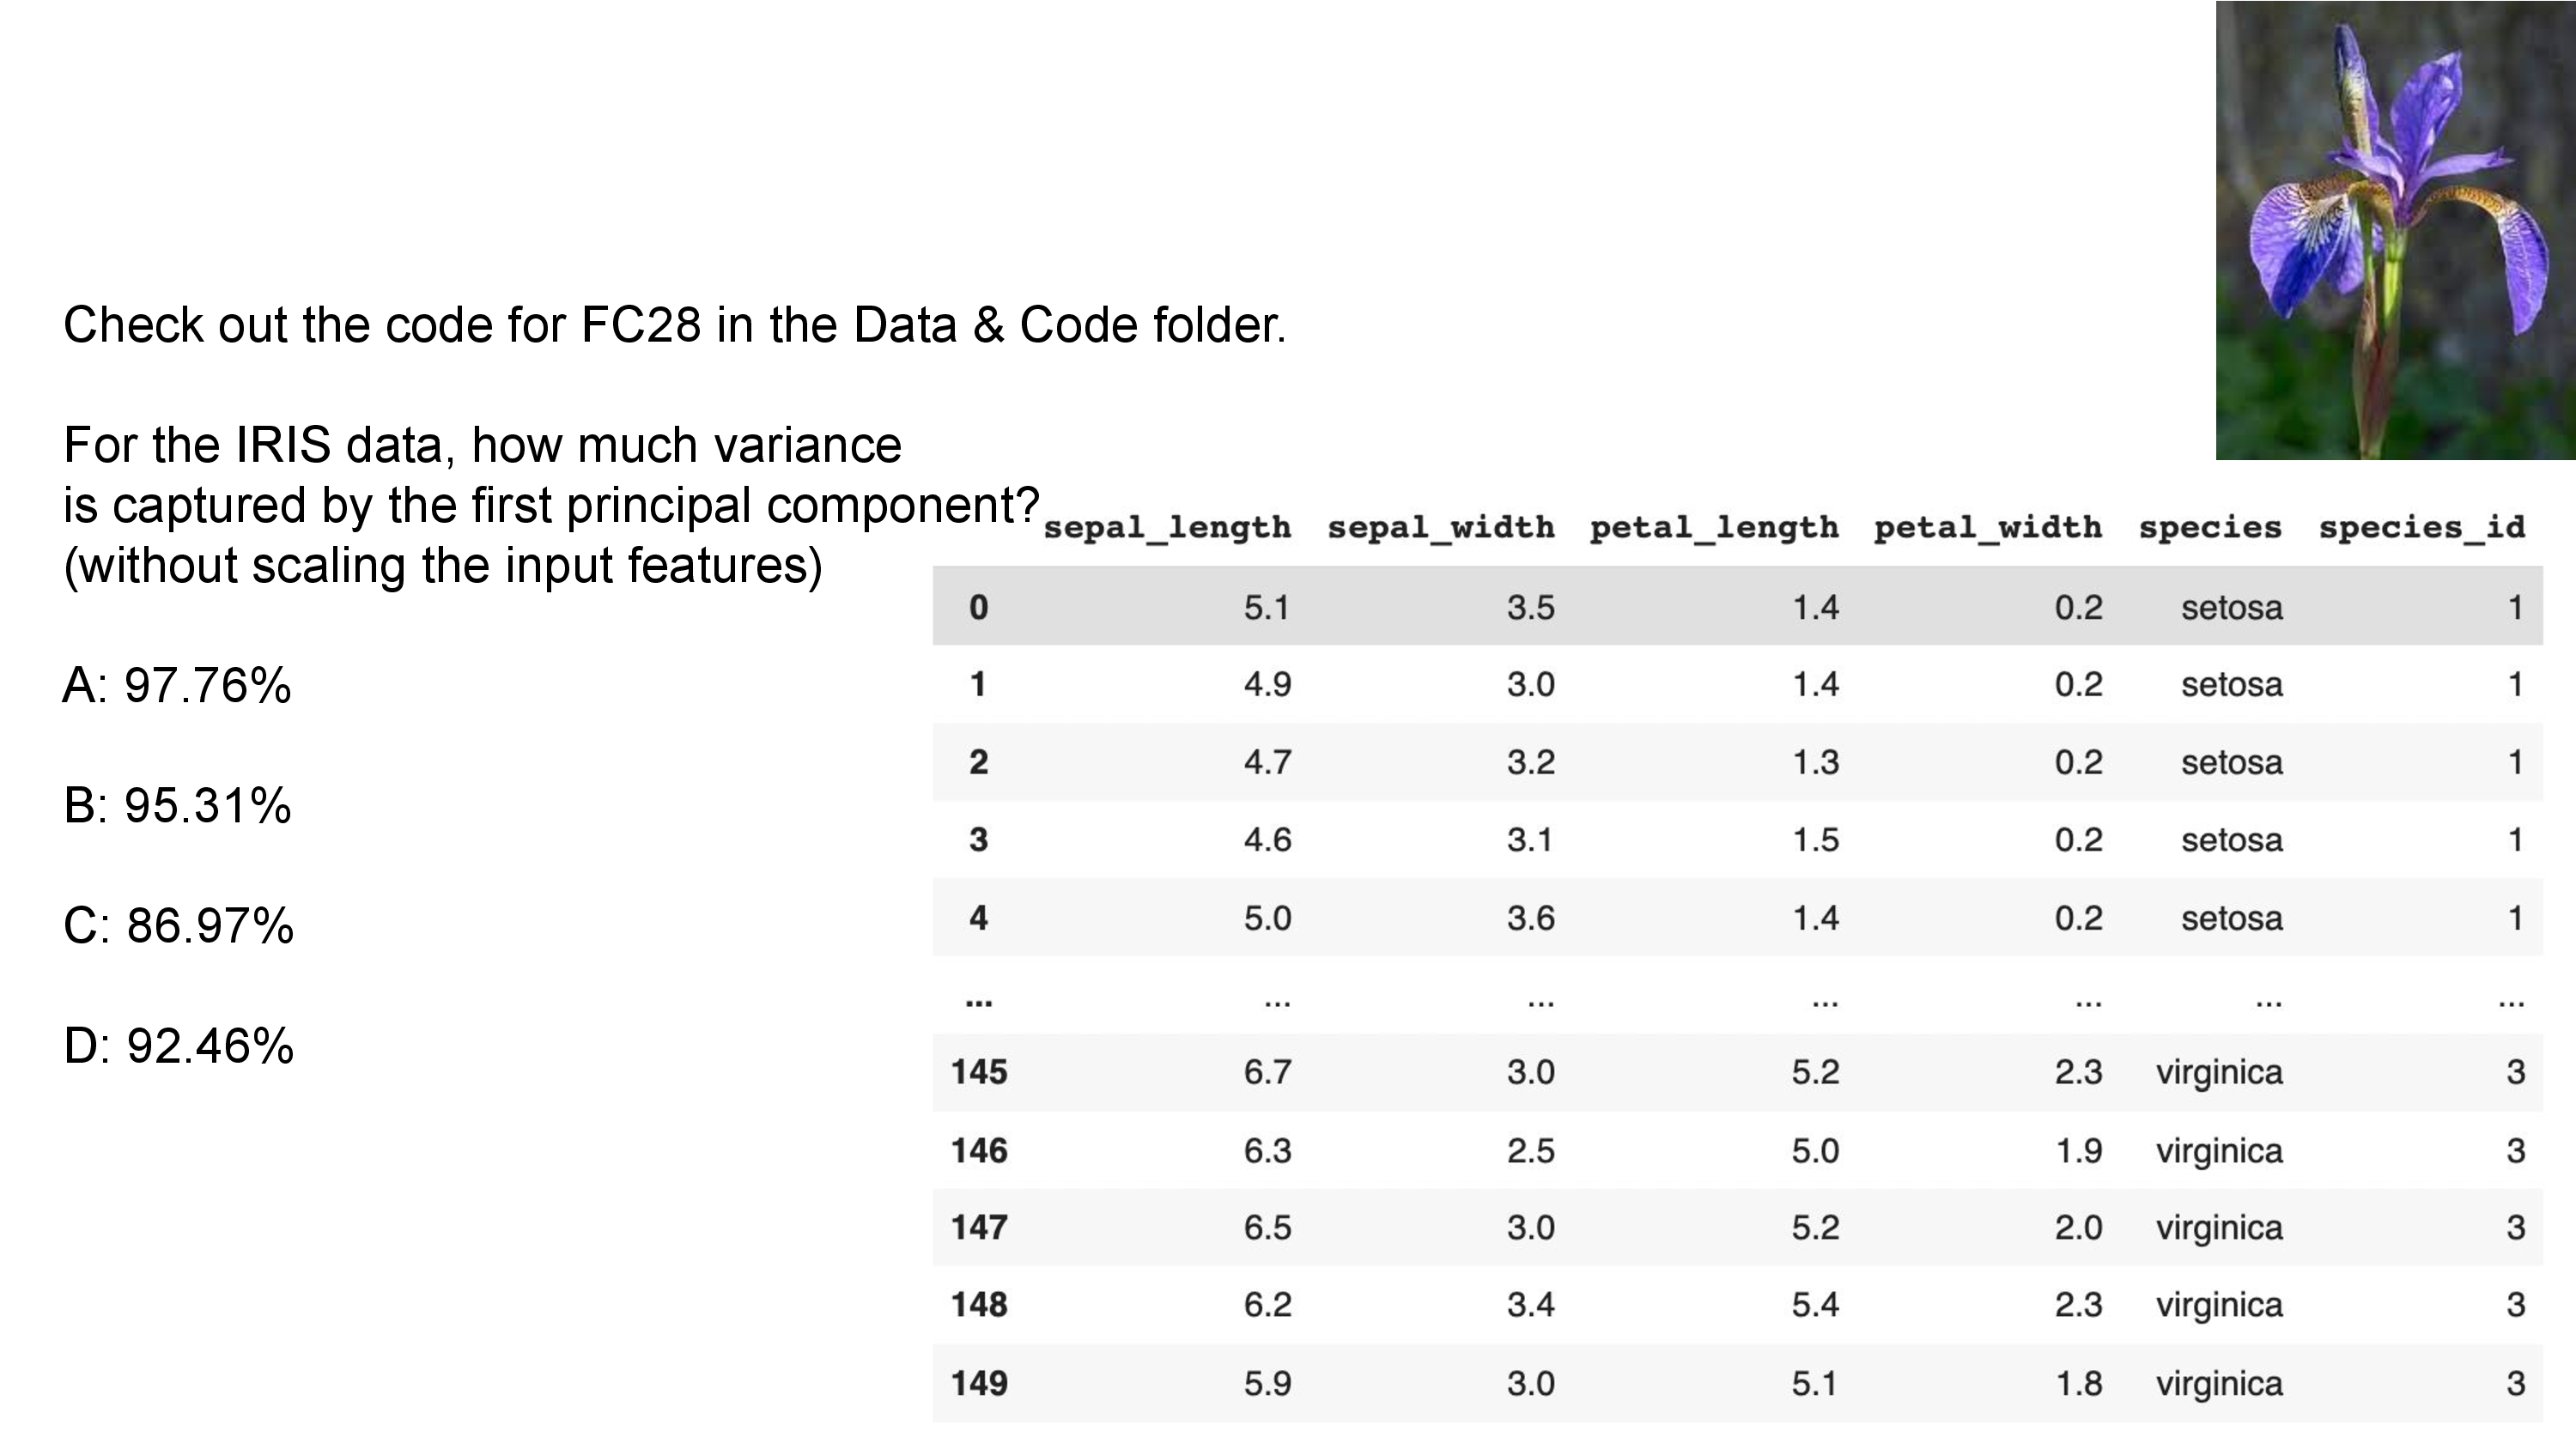 Check out the code for FC28 in the Data & Code folder.
For the IRIS data, how much variance
is captured by the first principal component?
(without scaling the input features)
A: 97.76%
B: 95.31%
C: 86.97%
D: 92.46%
sepal_length sepal_width petal_length petal_width species species_id
0 5.1 3.5 1.4 0.2 setosa 1
1 4.9 3.0 1.4 0.2 setosa 1
2 4.7 3.2 1.3 0.2 setosa 1
3 4.6 3.1 1.5 0.2 setosa 1
4 5.0 3.6 1.4 0.2 setosa 1
... ... ... ... ... ... ...
145 6.7 3.0 5.2 2.3 virginica 3
146 6.3 2.5 5.0 1.9 virginica 3
147 6.5 3.0 5.2 2.0 virginica 3
148 6.2 3.4 5.4 2.3 virginica 3
149 5.9 3.0 5.1 1.8 virginica 3